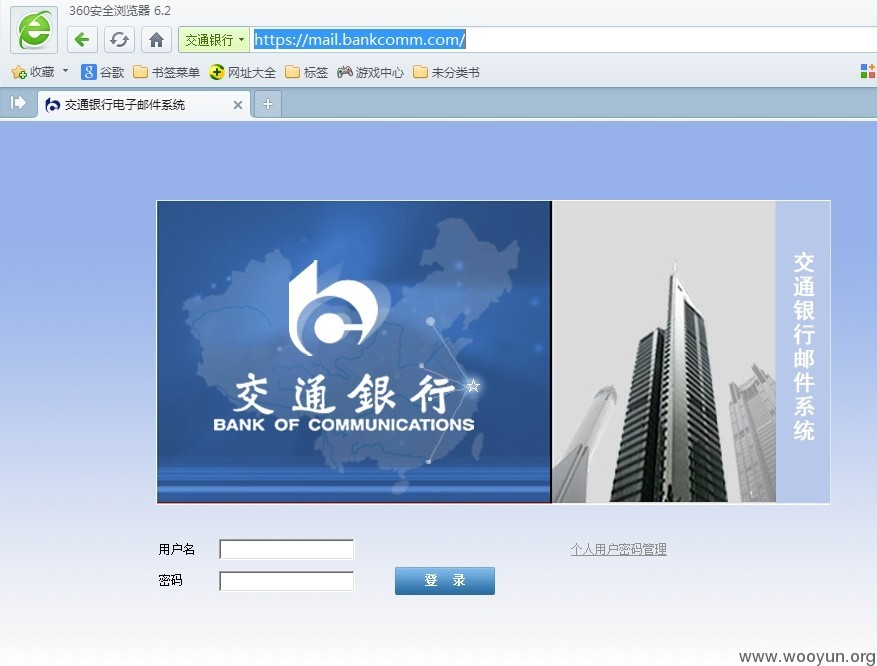 360安全浏览器 6.2
交通银行 https://mail.bankcomm.com/
收藏 谷歌 书签菜单 网址大全 标签 游戏中心 未分类书
交通银行电子邮件系统
交通銀行
BANK OF COMMUNICATIONS
交通银行邮件系统
用户名
个人用户密码管理
密码
登 录
www.wooyun.org